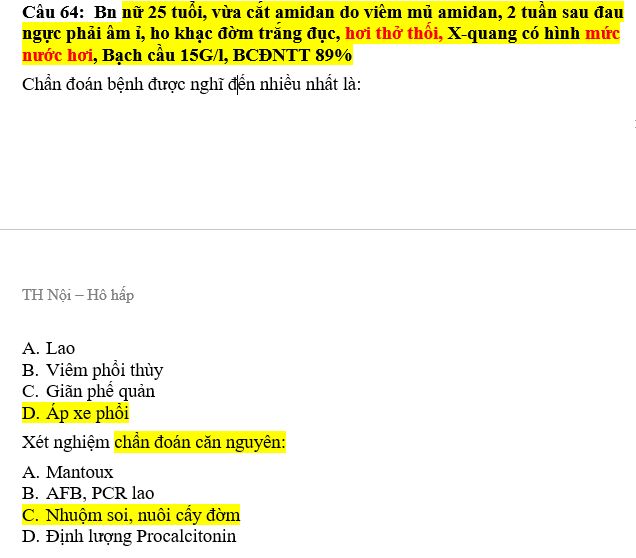 Câu 64: Bn nữ 25 tuổi, vừa cắt amidan do viêm mủ amidan, 2 tuần sau đau
ngực phải âm ỉ, ho khạc đờm trắng đục, hơi thở thối, X-quang có hình mức
nước hơi, Bạch cầu 15G/l, BCĐNTT 89%
Chẩn đoán bệnh được nghĩ đến nhiều nhất là:
TH Nội – Hô hấp
A. Lao
B. Viêm phổi thùy
C. Giãn phế quản
D. Áp xe phổi
Xét nghiệm chẩn đoán căn nguyên:
A. Mantoux
B. AFB, PCR lao
C. Nhuộm soi, nuôi cấy đờm
D. Định lượng Procalcitonin